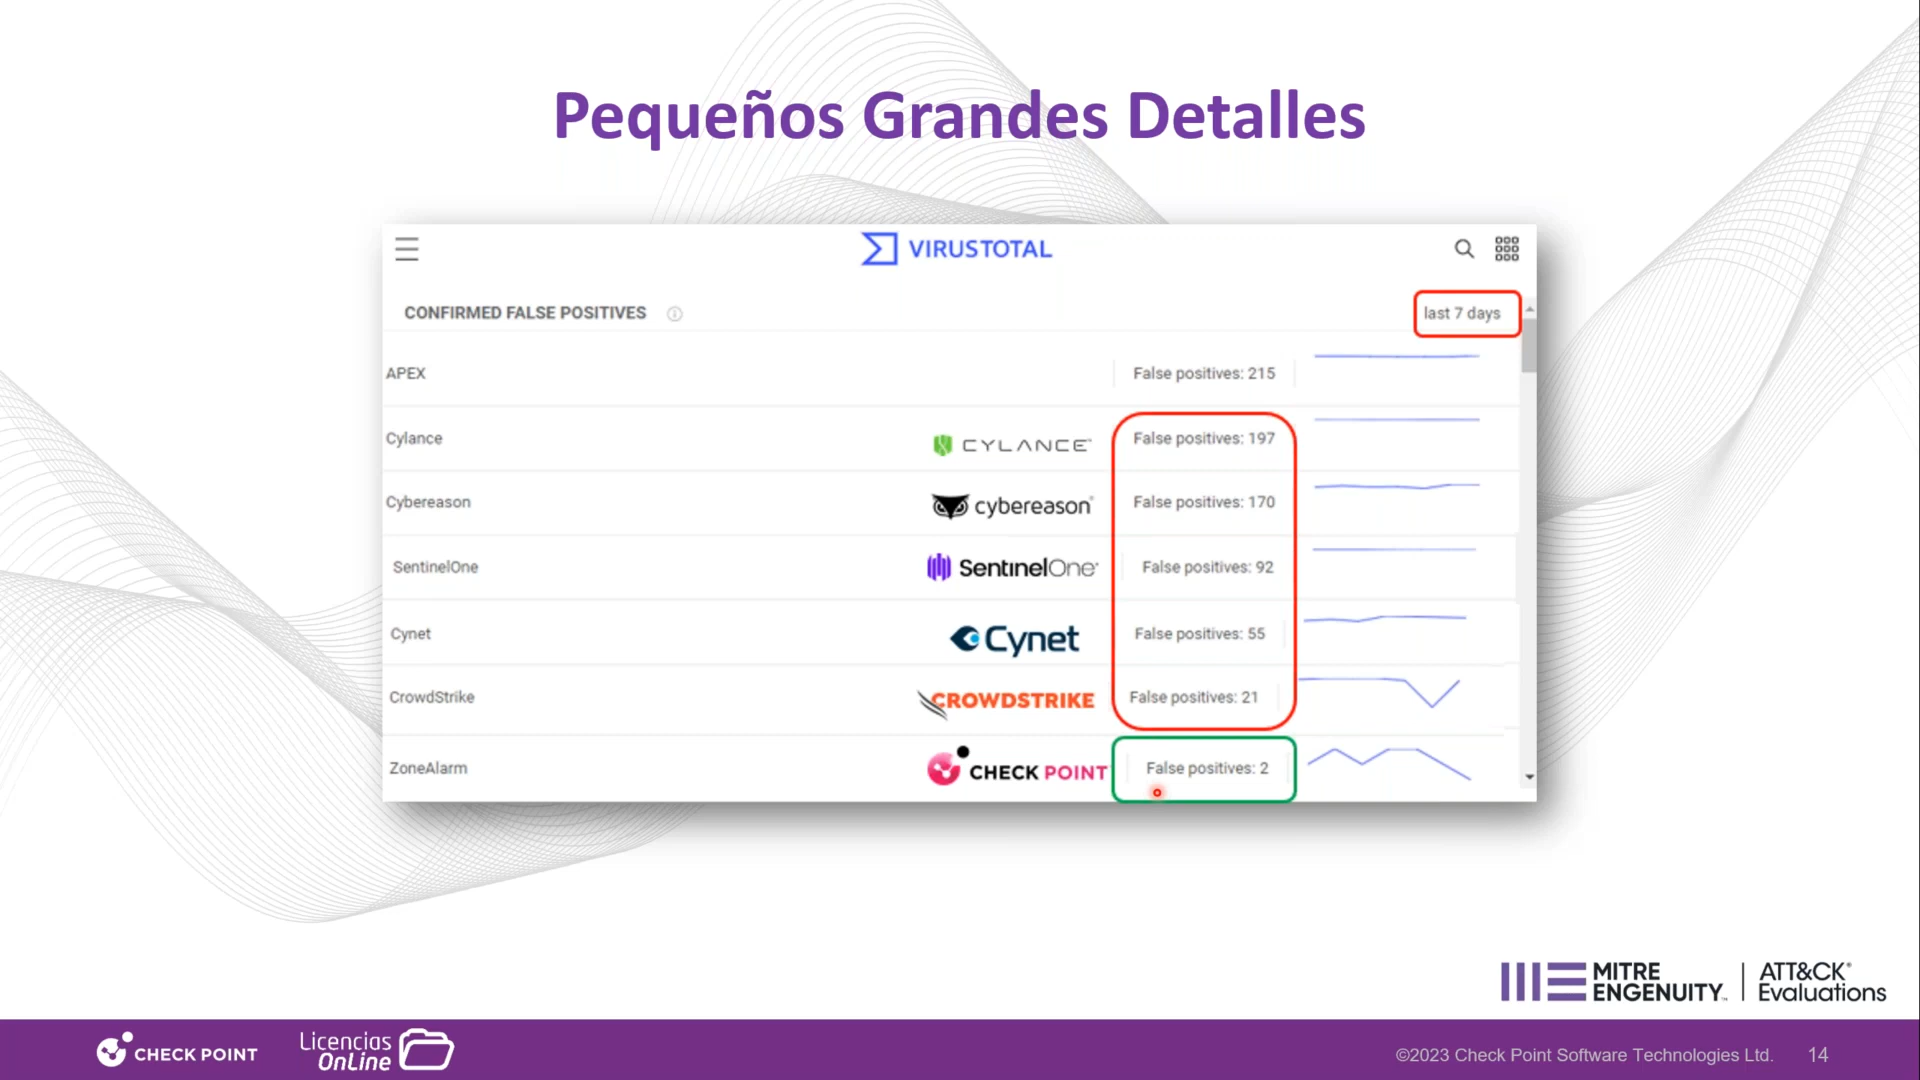 Pequeños Grandes Detalles
VIRUSTOTAL
CONFIRMED FALSE POSITIVES
last 7 days
APEX
False positives: 215
Cylance
CYLANCE
False positives: 197
Cybereason
cybereason®
False positives: 170
SentinelOne
SentinelOne
False positives: 92
Cynet
Cynet
False positives: 55
CrowdStrike
CROWDSTRIKE
False positives: 21
ZoneAlarm
CHECK POINT
False positives: 2
MITRE
ENGENUITY™
ATT&CK®
Evaluations
CHECK POINT
Licencias
OnLine
©2023 Check Point Software Technologies Ltd.
14